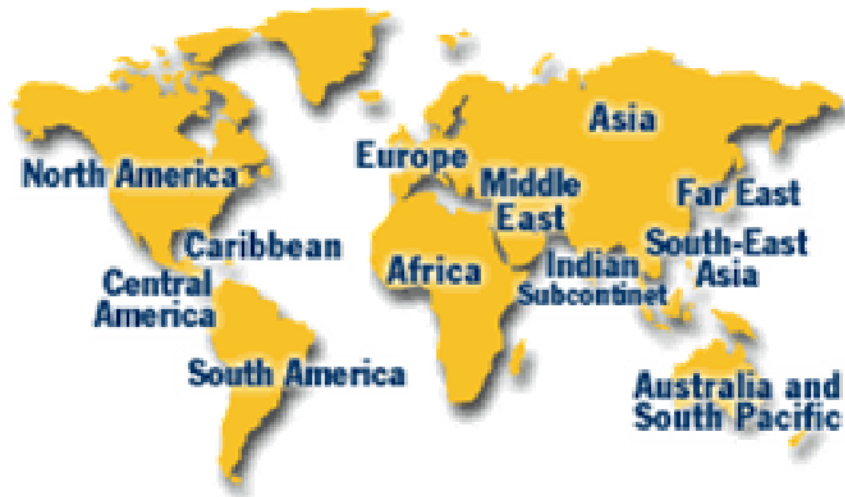 Asia
Europe
North America
Middle
East
Far East
Caribbean
South-East
Asia
Africa
Indian
Subcontinet
Central
America
South America
Australia and
South Pacific